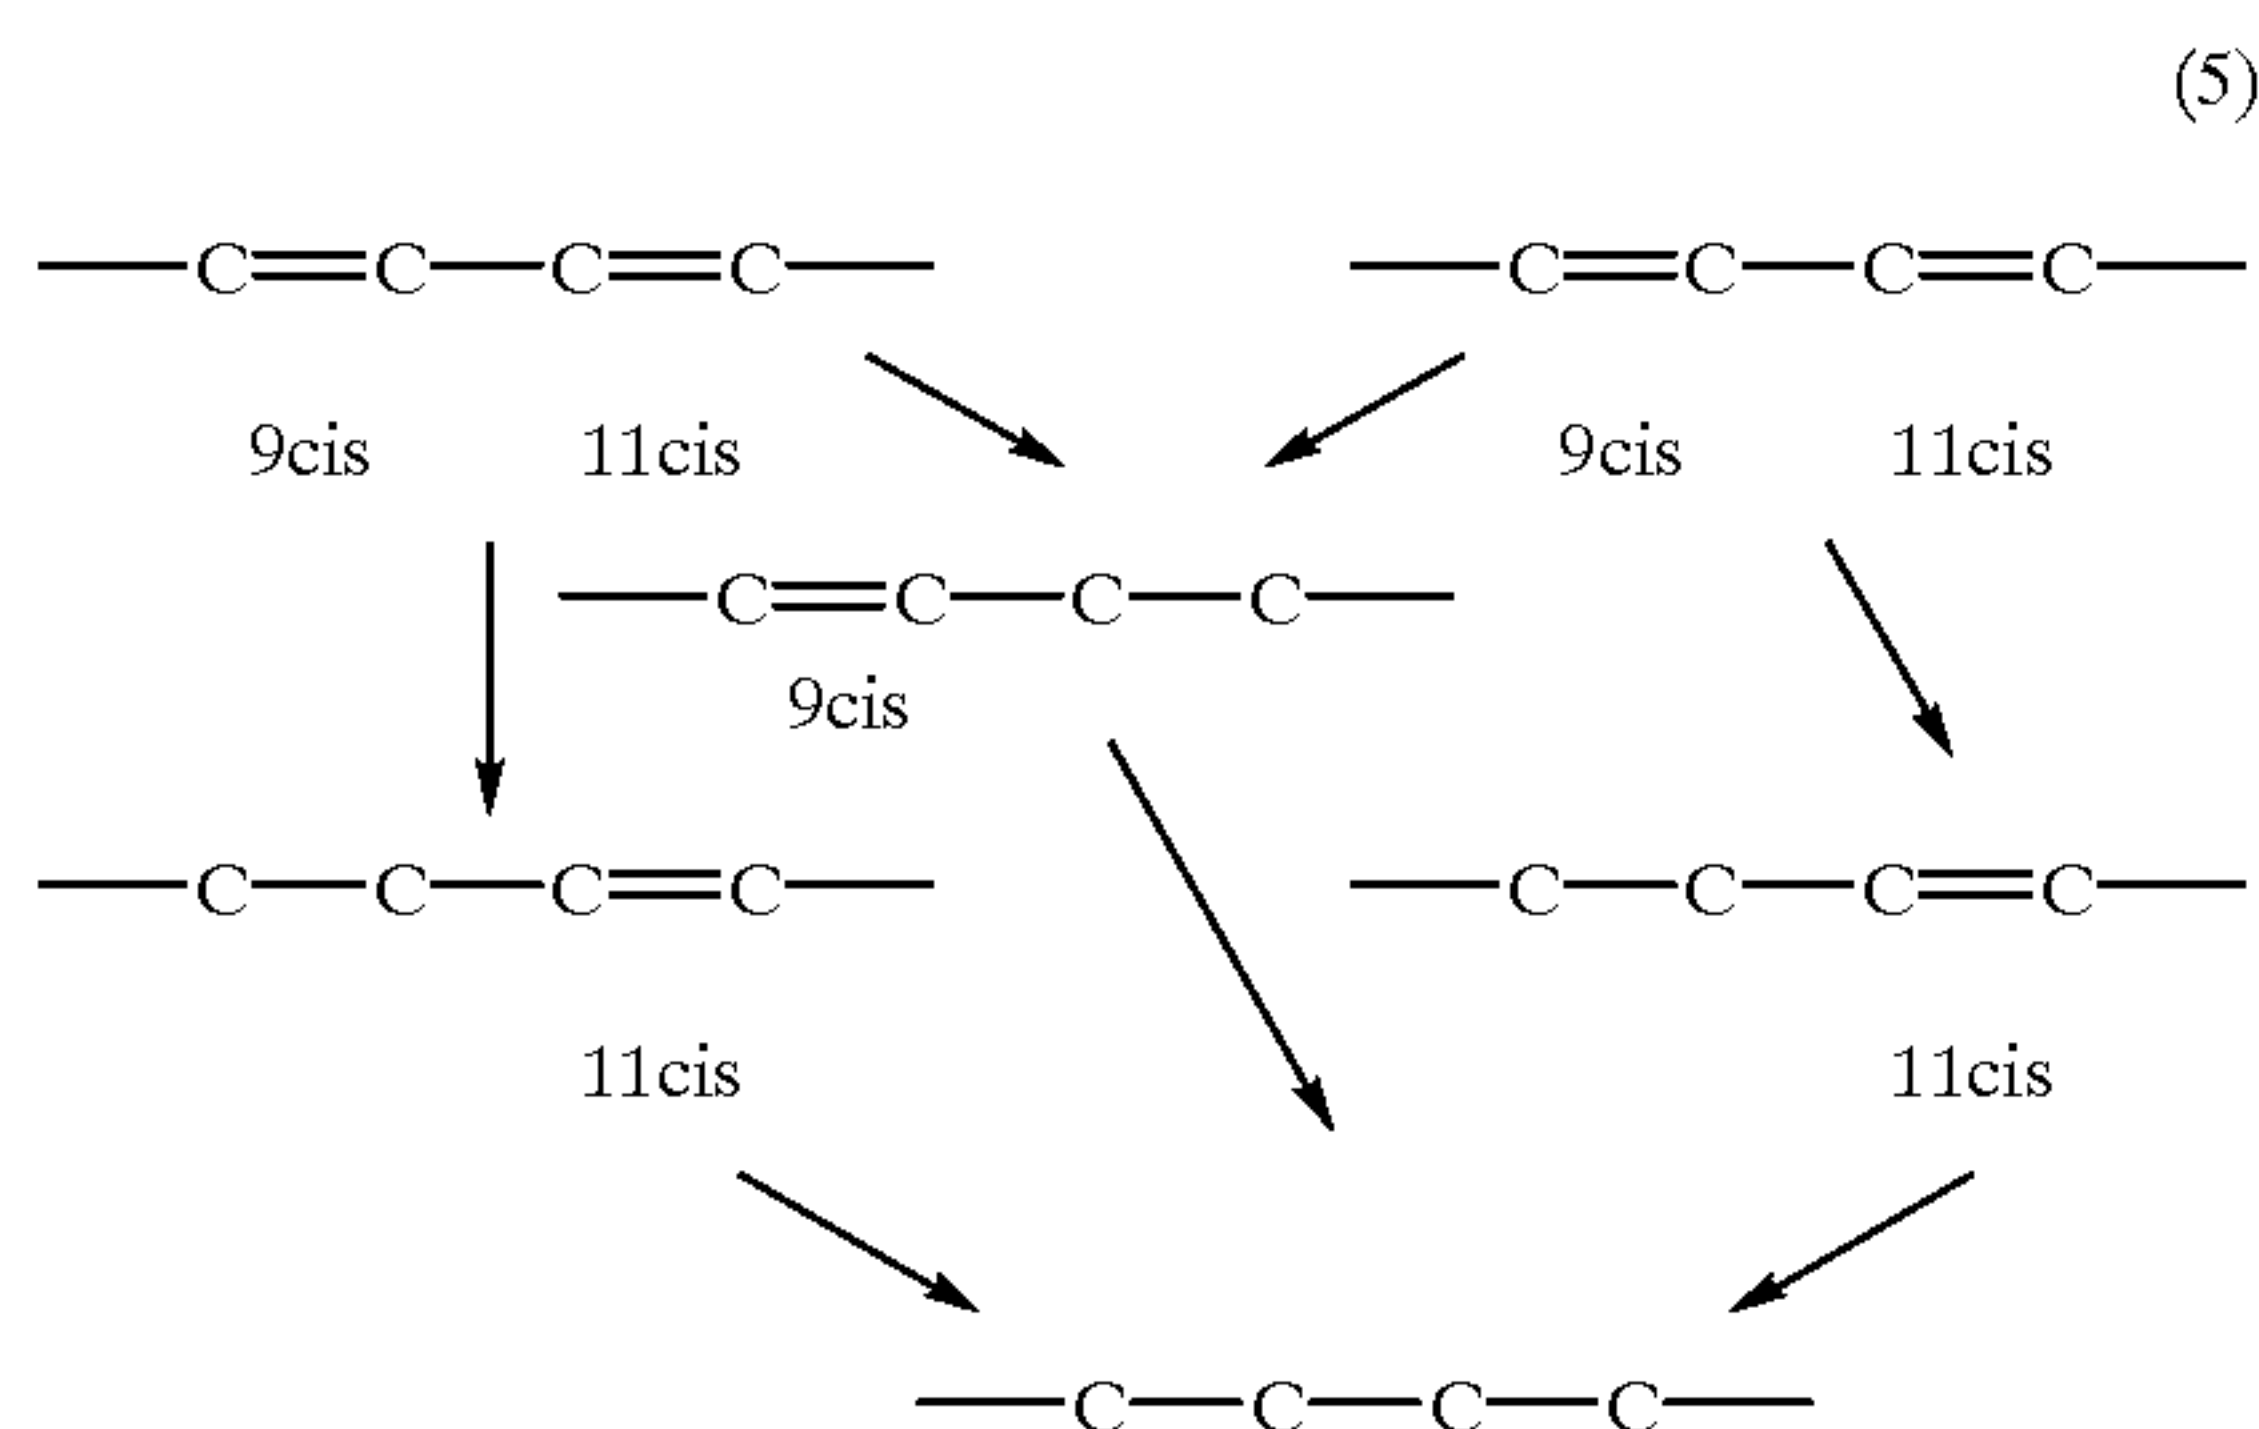 (5)
C=C—C=C C=C—C=C
9cis 11cis 9cis 11cis
C=C—C—C
9cis
C—C—C=C C—C—C=C
11cis 11cis
C—C—C—C